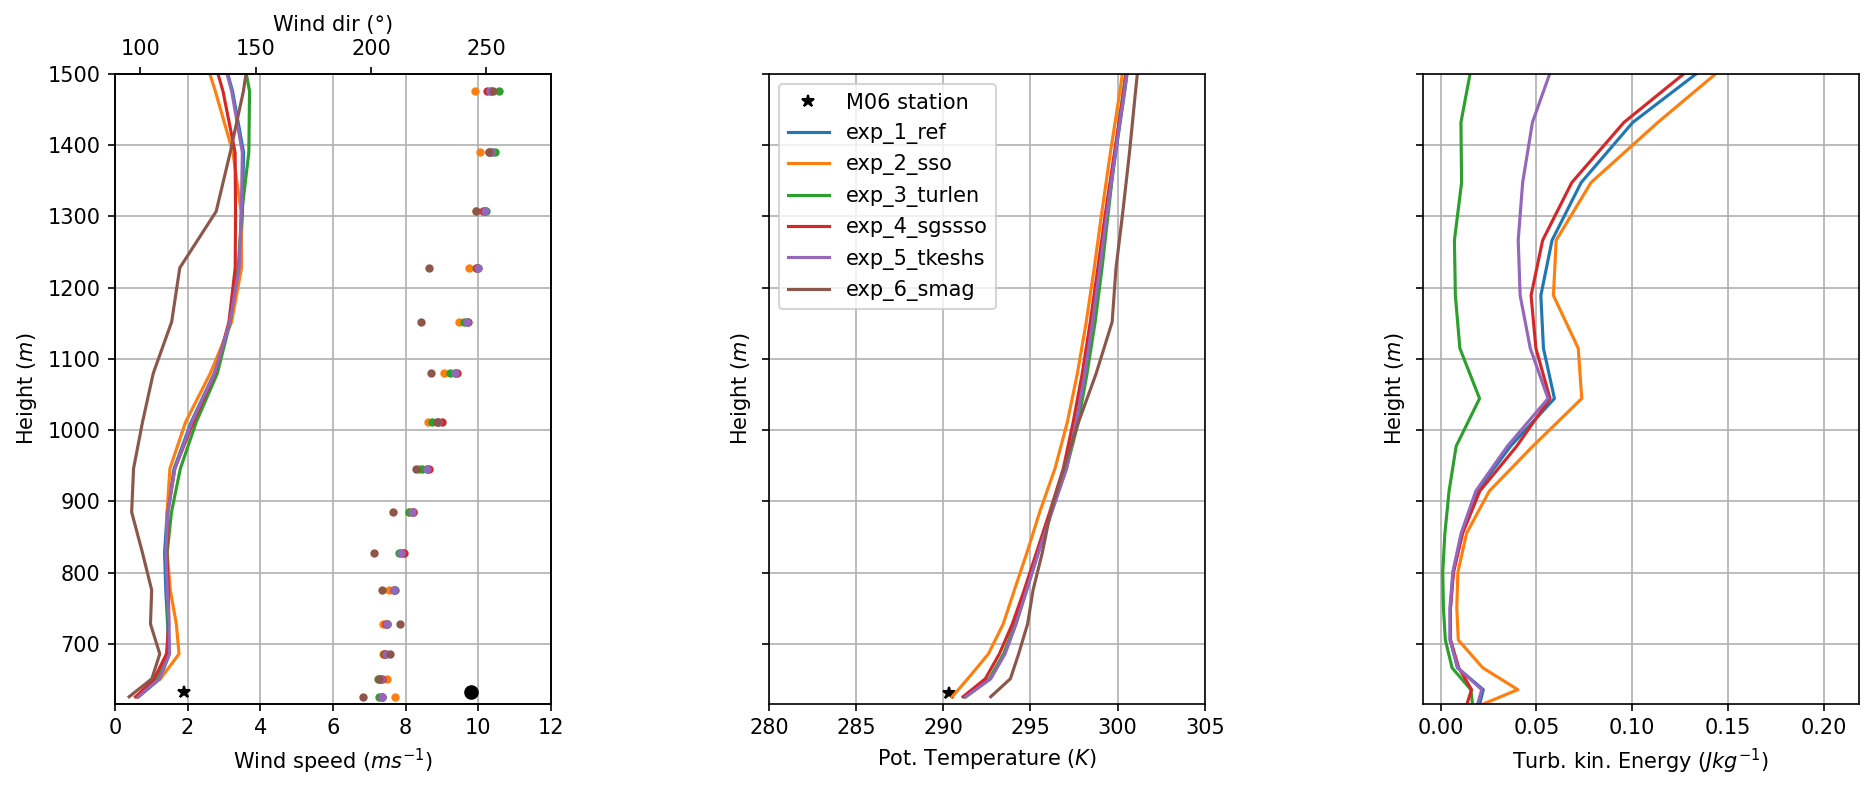 Wind dir (°)
100 150 200 250
1500
1400
1300
1200
1100
1000
900
800
700
Height (m)
0 2 4 6 8 10 12
Wind speed (ms⁻¹)
M06 station
exp_1_ref
exp_2_sso
exp_3_turlen
exp_4_sgssso
exp_5_tkeshs
exp_6_smag
Height (m)
280 285 290 295 300 305
Pot. Temperature (K)
Height (m)
0.00 0.05 0.10 0.15 0.20
Turb. kin. Energy (Jkg⁻¹)